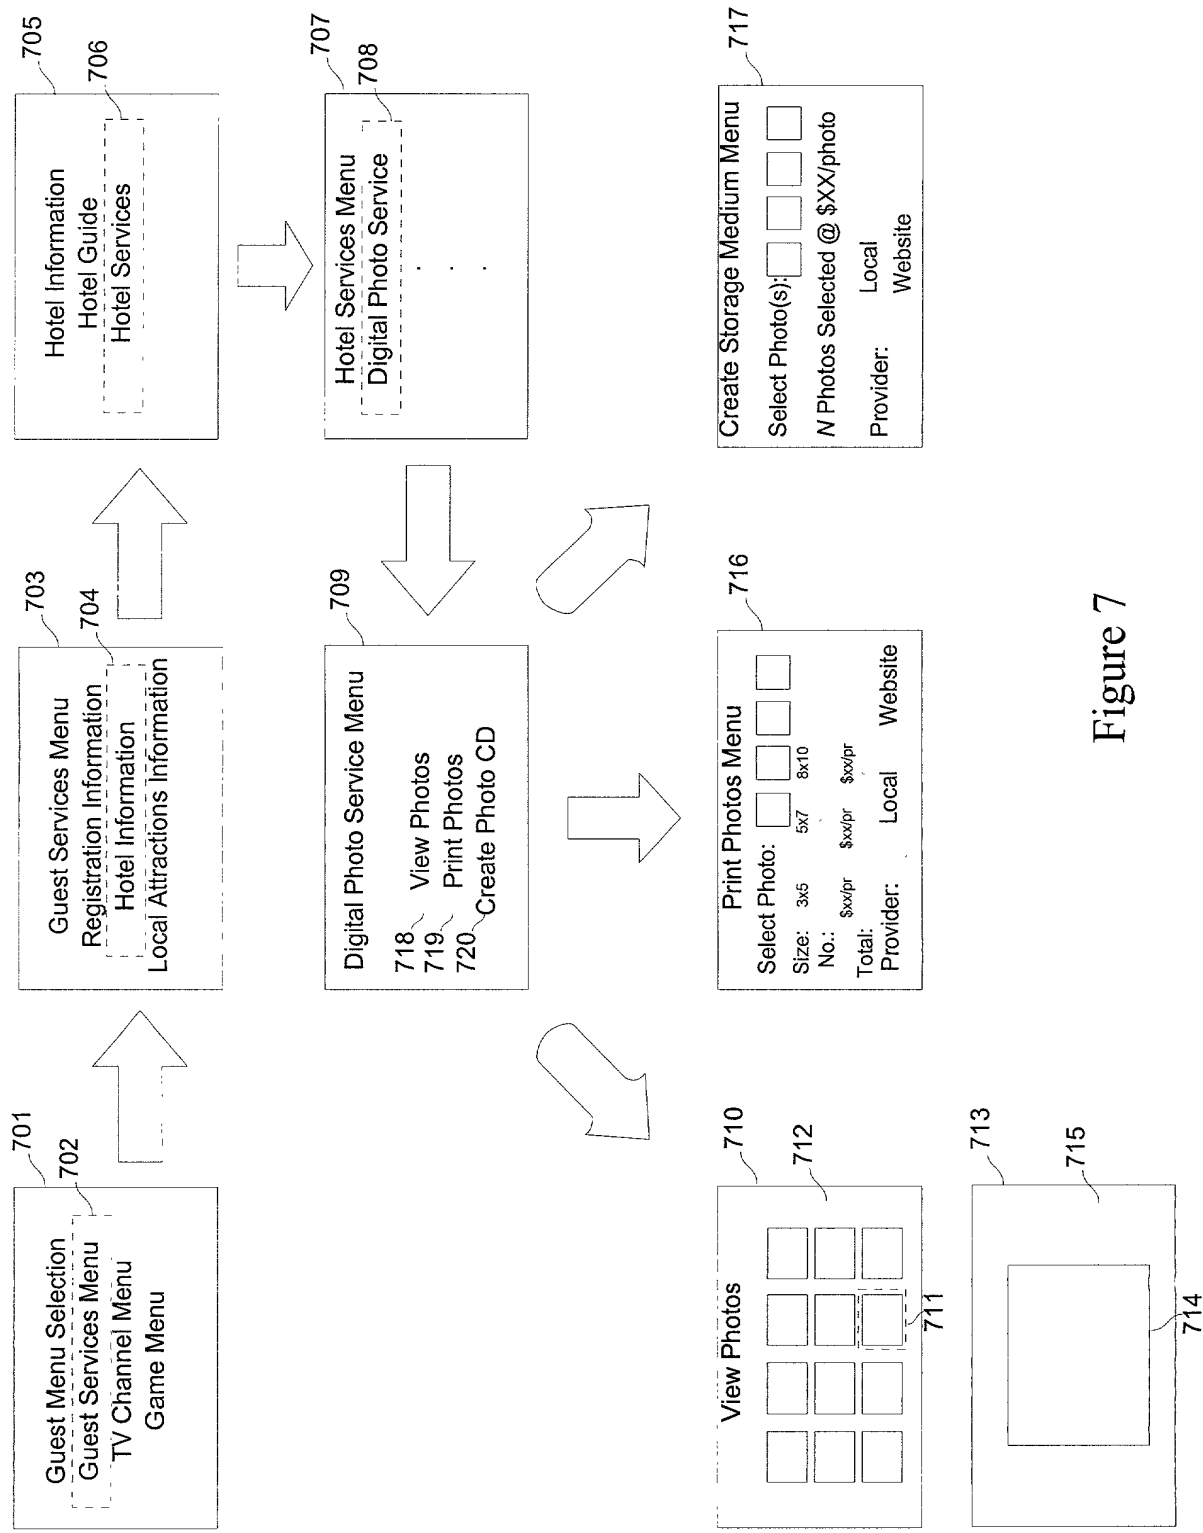 701
702
Guest Menu Selection
Guest Services Menu
TV Channel Menu
Game Menu
703
704
Guest Services Menu
Registration Information
Hotel Information
Local Attractions Information
705
706
Hotel Information
Hotel Guide
Hotel Services
707
708
Hotel Services Menu
Digital Photo Service
.
.
.
709
Digital Photo Service Menu
718 View Photos
719 Print Photos
720 Create Photo CD
710
712
View Photos
711
713
715
714
716
Print Photos Menu
Select Photo:
Size: 3x5 5x7 8x10
No.:
$xx/pr $xx/pr $xx/pr
Total:
Provider: Local Website
717
Create Storage Medium Menu
Select Photo(s):
N Photos Selected @ $XX/photo
Provider: Local
Website
Figure 7